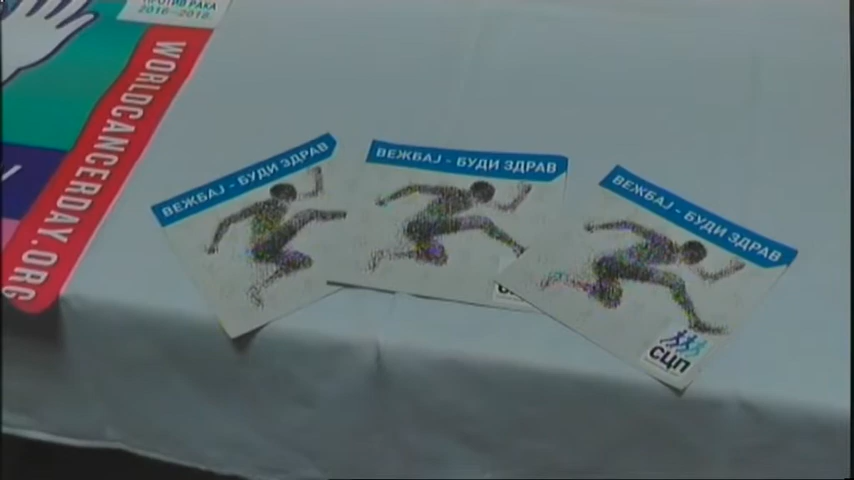 ПРОТИВ РАКА
2016-2018
WORLDCANCERDAY.ORG
ВЕЖБАЈ - БУДИ ЗДРАВ
ВЕЖБАЈ - БУДИ ЗДРАВ
ВЕЖБАЈ - БУДИ ЗДРАВ
СЦП